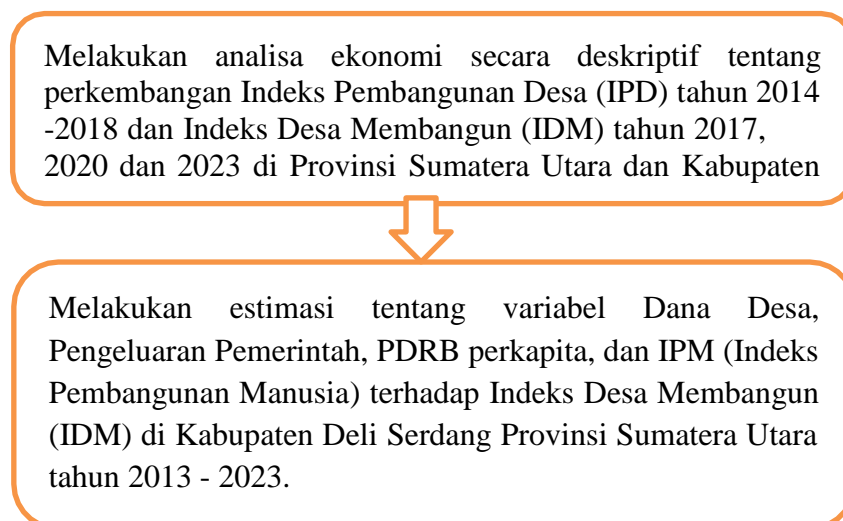 Melakukan analisa ekonomi secara deskriptif tentang
perkembangan Indeks Pembangunan Desa (IPD) tahun 2014
-2018 dan Indeks Desa Membangun (IDM) tahun 2017,
2020 dan 2023 di Provinsi Sumatera Utara dan Kabupaten
Melakukan estimasi tentang variabel Dana Desa,
Pengeluaran Pemerintah, PDRB perkapita, dan IPM (Indeks
Pembangunan Manusia) terhadap Indeks Desa Membangun
(IDM) di Kabupaten Deli Serdang Provinsi Sumatera Utara
tahun 2013 - 2023.